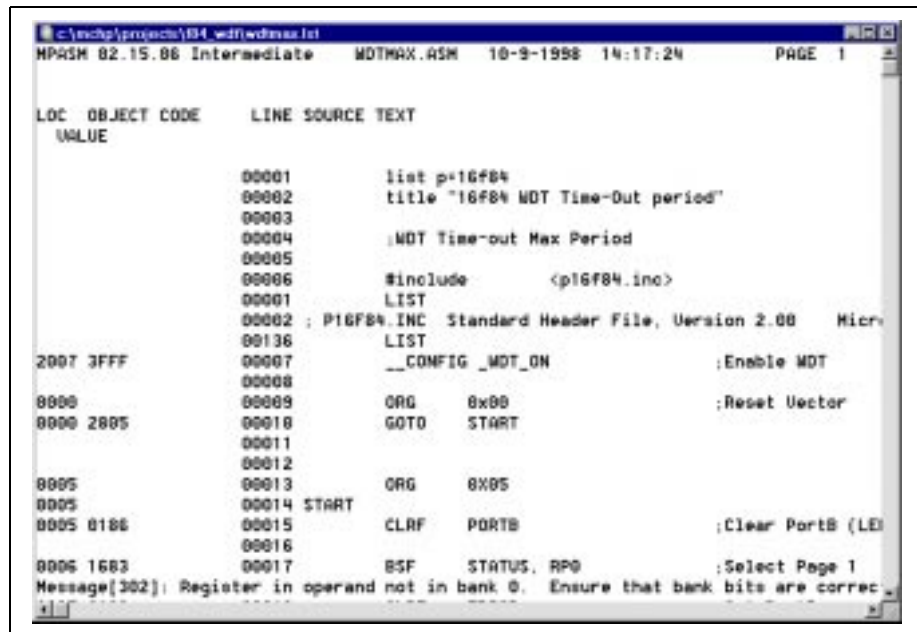 c:\mchp\projects\f84_wdt\wdtmax.lst
MPASM 02.15.06 Intermediate WDTMAX.ASM 10-9-1998 14:17:24 PAGE 1
LOC OBJECT CODE LINE SOURCE TEXT
VALUE
00001 list p=16f84
00002 title "16f84 WDT Time-Out period"
00003
00004 ;WDT Time-out Max Period
00005
00006 #include <p16f84.inc>
00001 LIST
00002 ; P16F84.INC Standard Header File, Version 2.00 Micr
00136 LIST
2007 3FFF 00007 __CONFIG _WDT_ON ;Enable WDT
00008
0000 00009 ORG 0x00 ;Reset Vector
0000 2805 00010 GOTO START
00011
00012
0005 00013 ORG 0X05
0005 00014 START
0005 0186 00015 CLRF PORTB ;Clear PortB (LE
00016
0006 1683 00017 BSF STATUS, RP0 ;Select Page 1
Message[302]: Register in operand not in bank 0. Ensure that bank bits are correc